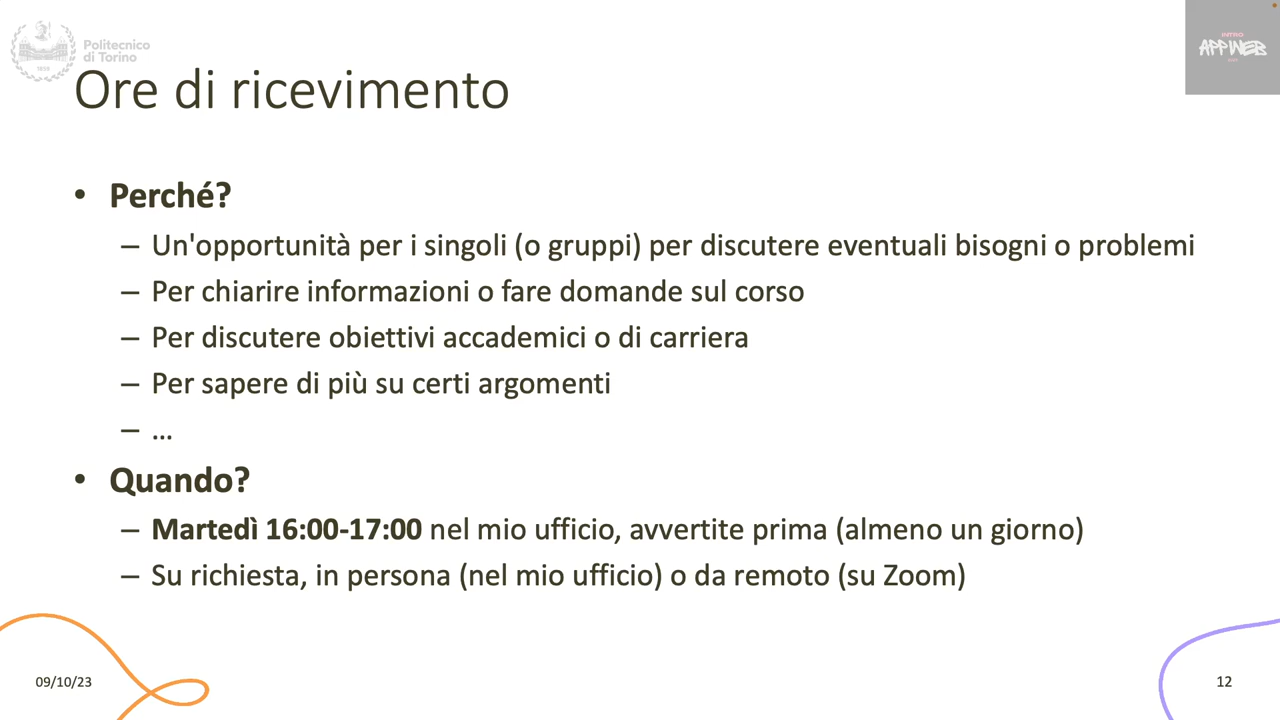 Politecnico
di Torino
1859
INTRO
APPWEB
Ore di ricevimento
• Perché?
– Un'opportunità per i singoli (o gruppi) per discutere eventuali bisogni o problemi
– Per chiarire informazioni o fare domande sul corso
– Per discutere obiettivi accademici o di carriera
– Per sapere di più su certi argomenti
– …
• Quando?
– Martedì 16:00-17:00 nel mio ufficio, avvertite prima (almeno un giorno)
– Su richiesta, in persona (nel mio ufficio) o da remoto (su Zoom)
09/10/23
12